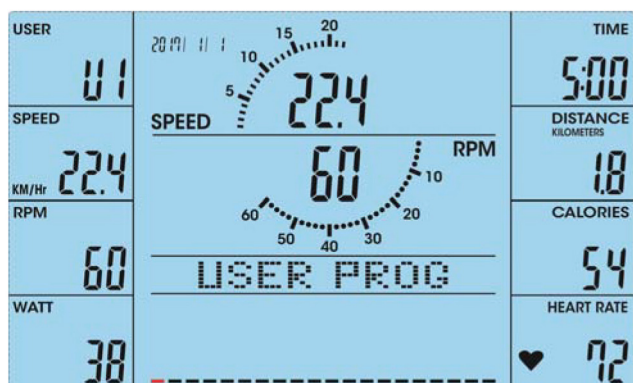 USER
U1
SPEED
KM/Hr 22.4
RPM
60
WATT
38
2017/ 1/ 1
5 10 15 20
SPEED 22.4
60 RPM
10
20
30
40
50
60
USER PROG
TIME
5:00
DISTANCE
KILOMETERS
1.8
CALORIES
54
HEART RATE
72